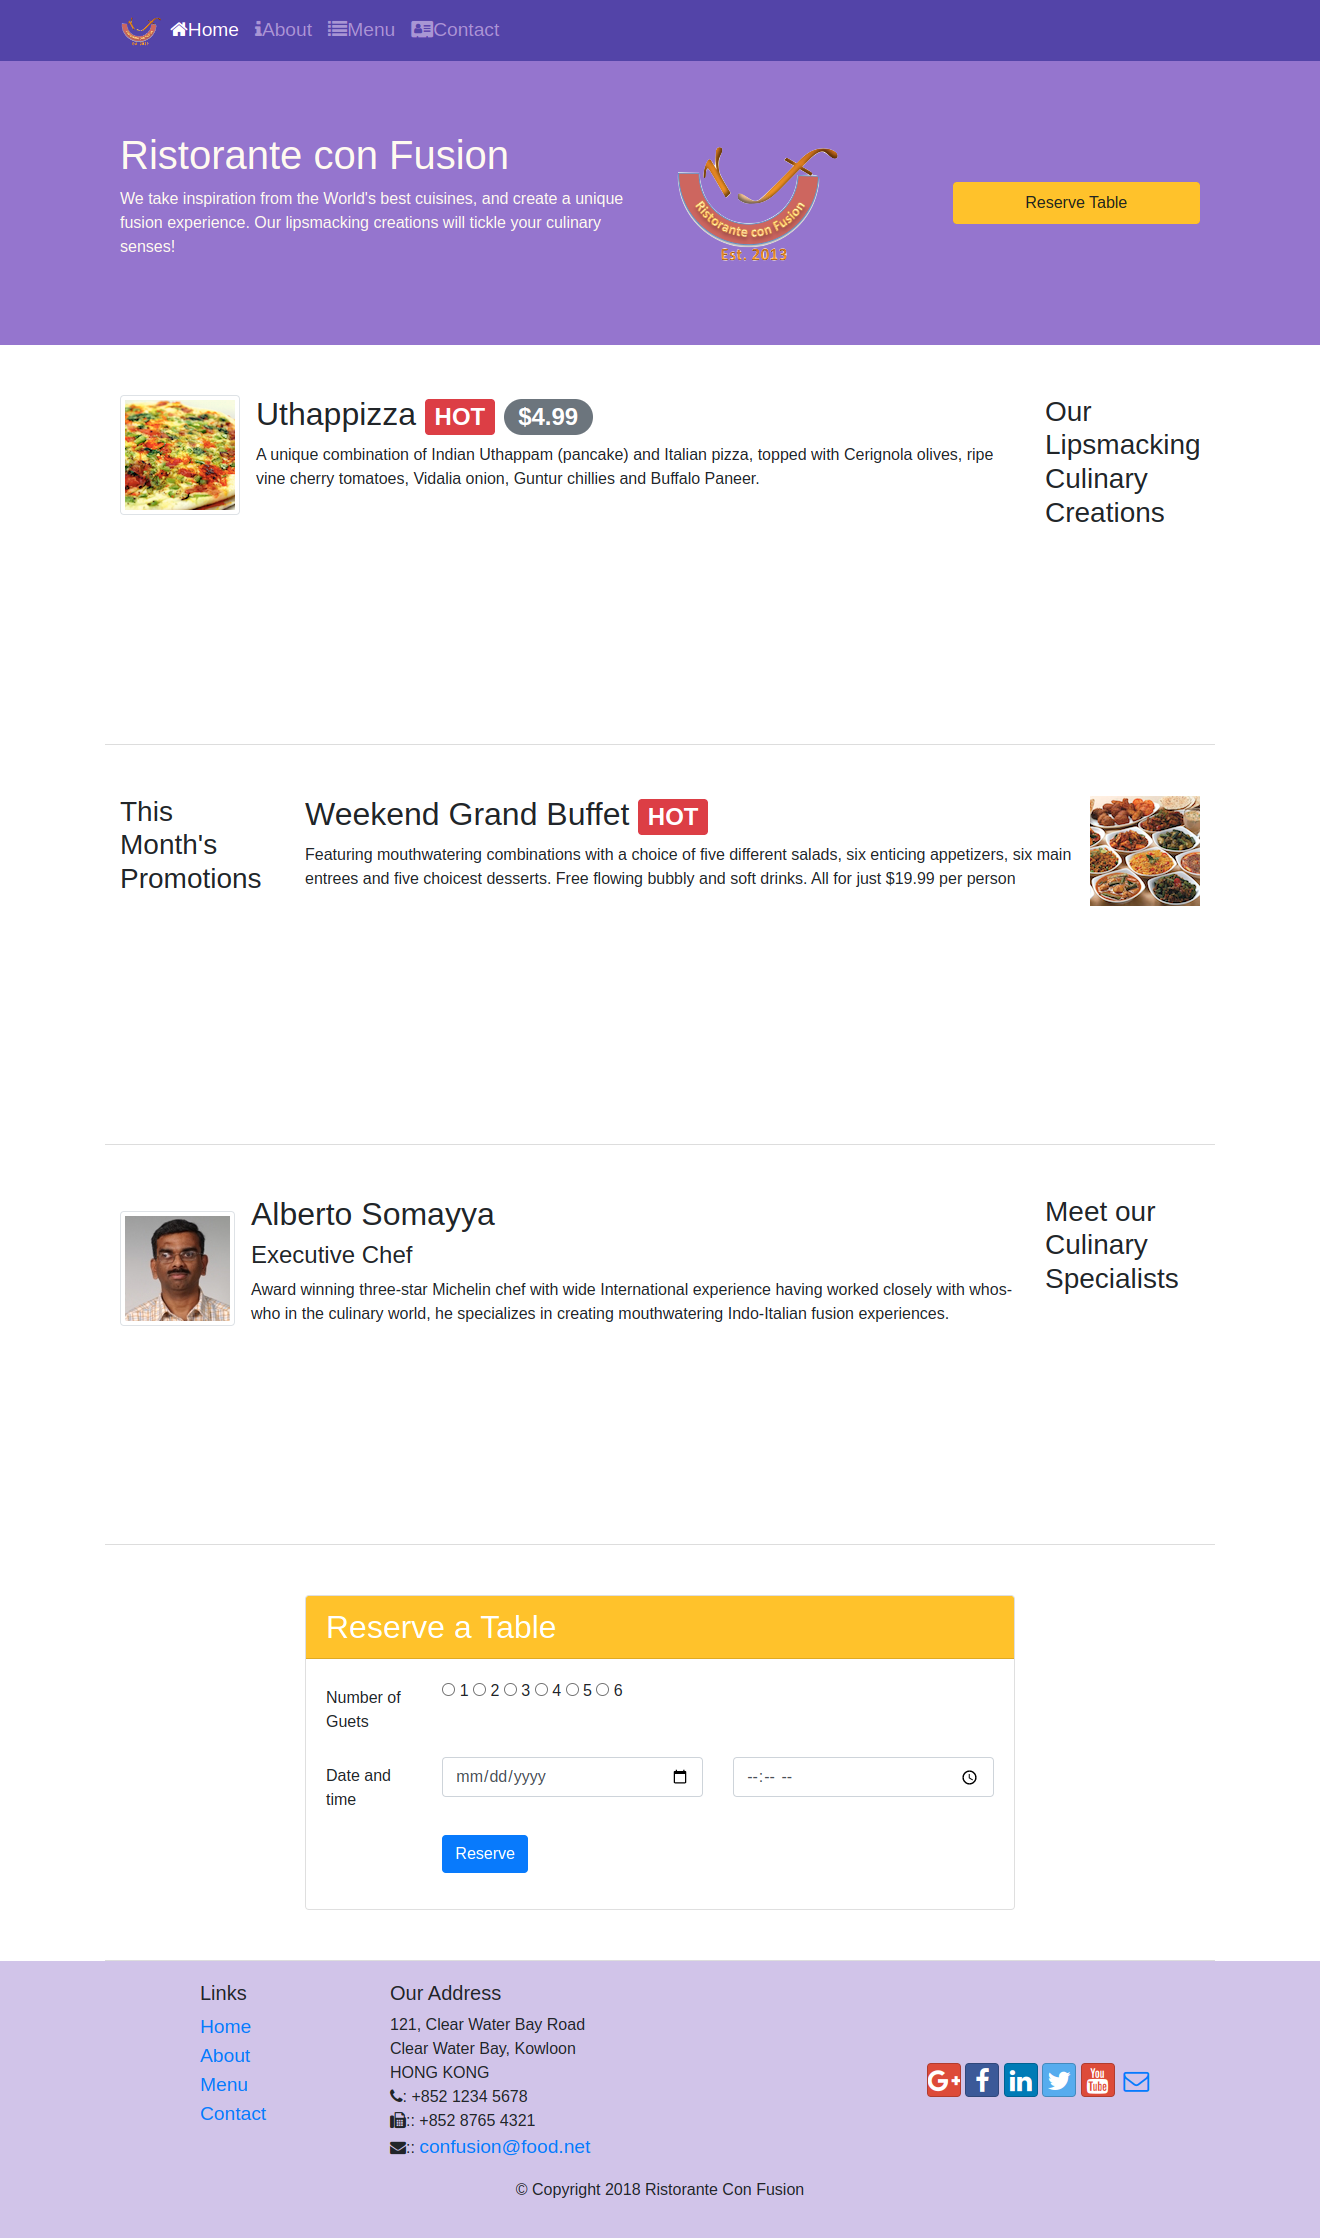 Home About Menu Contact
Ristorante con Fusion
We take inspiration from the World's best cuisines, and create a unique
fusion experience. Our lipsmacking creations will tickle your culinary
senses!
Ristorante con Fusion
Est. 2013
Reserve Table
Uthappizza HOT $4.99
A unique combination of Indian Uthappam (pancake) and Italian pizza, topped with Cerignola olives, ripe
vine cherry tomatoes, Vidalia onion, Guntur chillies and Buffalo Paneer.
Our
Lipsmacking
Culinary
Creations
This
Month's
Promotions
Weekend Grand Buffet HOT
Featuring mouthwatering combinations with a choice of five different salads, six enticing appetizers, six main
entrees and five choicest desserts. Free flowing bubbly and soft drinks. All for just $19.99 per person
Alberto Somayya
Executive Chef
Award winning three-star Michelin chef with wide International experience having worked closely with whos-
who in the culinary world, he specializes in creating mouthwatering Indo-Italian fusion experiences.
Meet our
Culinary
Specialists
Reserve a Table
Number of
Guets
1 2 3 4 5 6
Date and
time
mm/dd/yyyy
--:-- --
Reserve
Links
Home
About
Menu
Contact
Our Address
121, Clear Water Bay Road
Clear Water Bay, Kowloon
HONG KONG
: +852 1234 5678
:: +852 8765 4321
:: confusion@food.net
G+ f in You Tube
© Copyright 2018 Ristorante Con Fusion